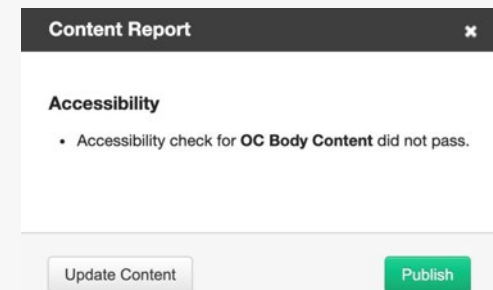 Content Report ×
Accessibility
• Accessibility check for OC Body Content did not pass.
Update Content Publish